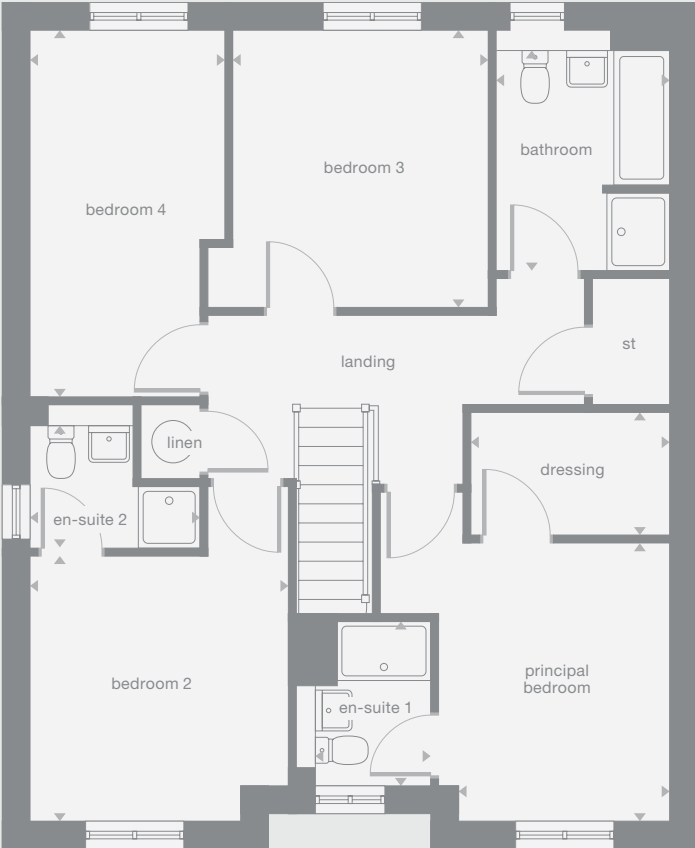 bathroom
bedroom 3
bedroom 4
st
landing
linen
dressing
en-suite 2
principal
bedroom
bedroom 2
en-suite 1